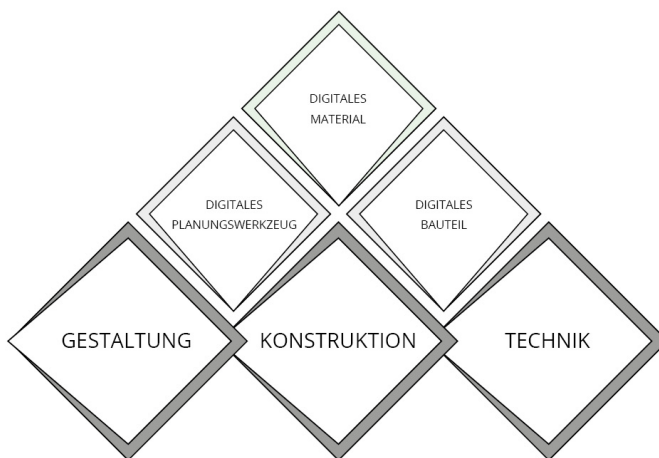 DIGITALES
MATERIAL
DIGITALES
PLANUNGSWERKZEUG
DIGITALES
BAUTEIL
GESTALTUNG
KONSTRUKTION
TECHNIK